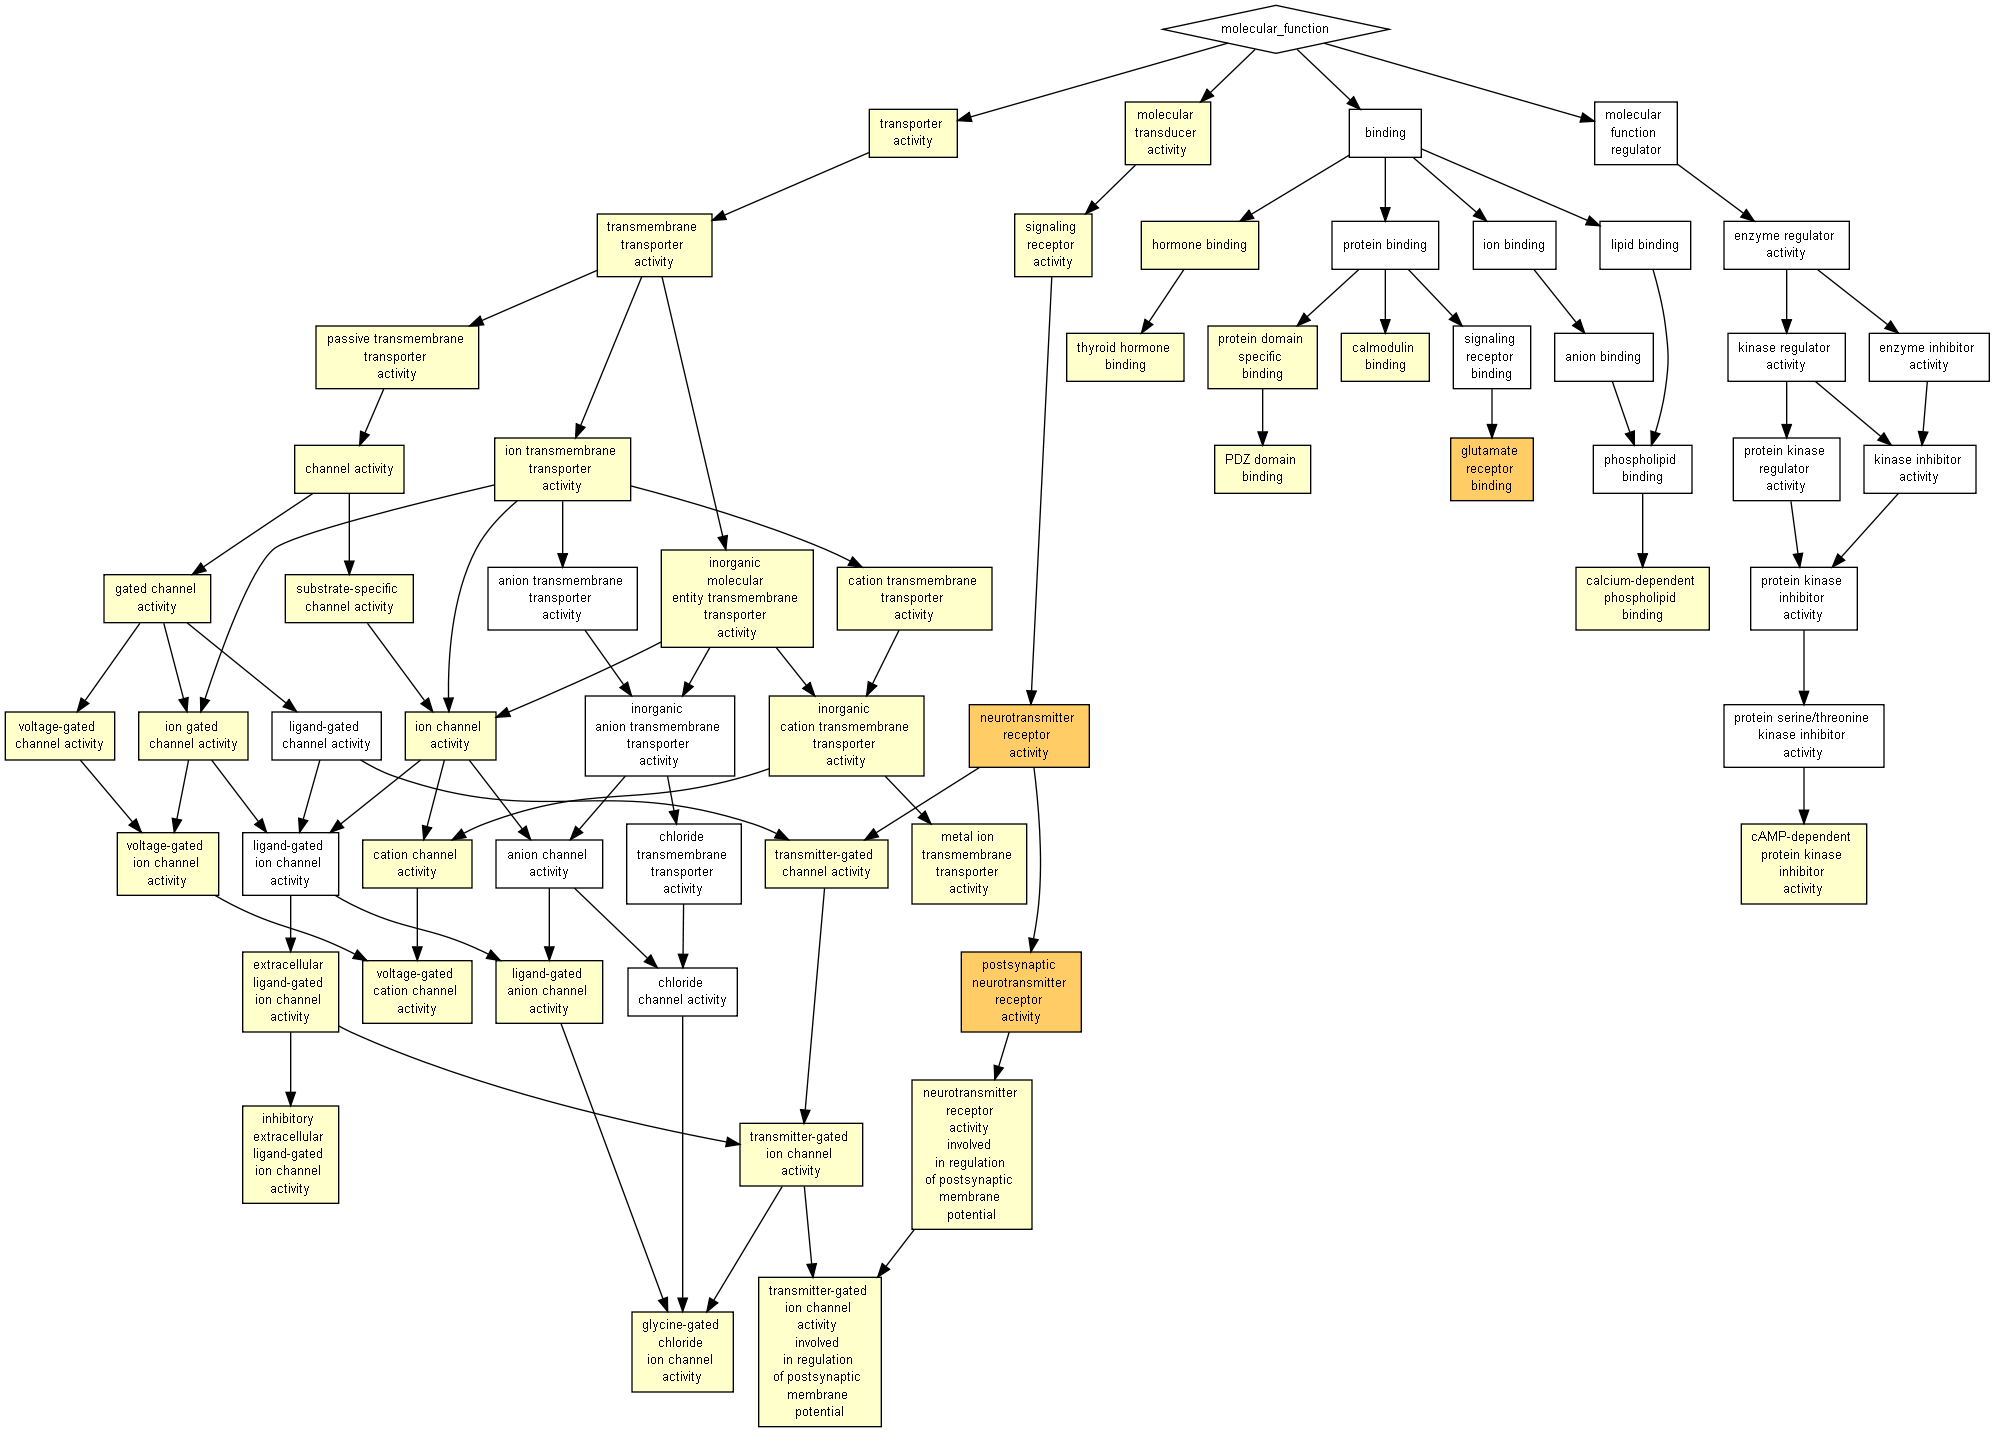 molecular_function
transporter
activity
molecular
transducer
activity
binding
molecular
function
regulator
transmembrane
transporter
activity
signaling
receptor
activity
hormone binding
protein binding
ion binding
lipid binding
enzyme regulator
activity
passive transmembrane
transporter
activity
thyroid hormone
binding
protein domain
specific
binding
calmodulin
binding
signaling
receptor
binding
anion binding
kinase regulator
activity
enzyme inhibitor
activity
channel activity
ion transmembrane
transporter
activity
PDZ domain
binding
glutamate
receptor
binding
phospholipid
binding
protein kinase
regulator
activity
kinase inhibitor
activity
gated channel
activity
substrate-specific
channel activity
anion transmembrane
transporter
activity
inorganic
molecular
entity transmembrane
transporter
activity
cation transmembrane
transporter
activity
calcium-dependent
phospholipid
binding
protein kinase
inhibitor
activity
voltage-gated
channel activity
ion gated
channel activity
ligand-gated
channel activity
ion channel
activity
inorganic
anion transmembrane
transporter
activity
inorganic
cation transmembrane
transporter
activity
neurotransmitter
receptor
activity
protein serine/threonine
kinase inhibitor
activity
voltage-gated
ion channel
activity
ligand-gated
ion channel
activity
cation channel
activity
anion channel
activity
chloride
transmembrane
transporter
activity
transmitter-gated
channel activity
metal ion
transmembrane
transporter
activity
cAMP-dependent
protein kinase
inhibitor
activity
extracellular
ligand-gated
ion channel
activity
voltage-gated
cation channel
activity
ligand-gated
anion channel
activity
chloride
channel activity
postsynaptic
neurotransmitter
receptor
activity
inhibitory
extracellular
ligand-gated
ion channel
activity
transmitter-gated
ion channel
activity
neurotransmitter
receptor
activity
involved
in regulation
of postsynaptic
membrane
potential
glycine-gated
chloride
ion channel
activity
transmitter-gated
ion channel
activity
involved
in regulation
of postsynaptic
membrane
potential